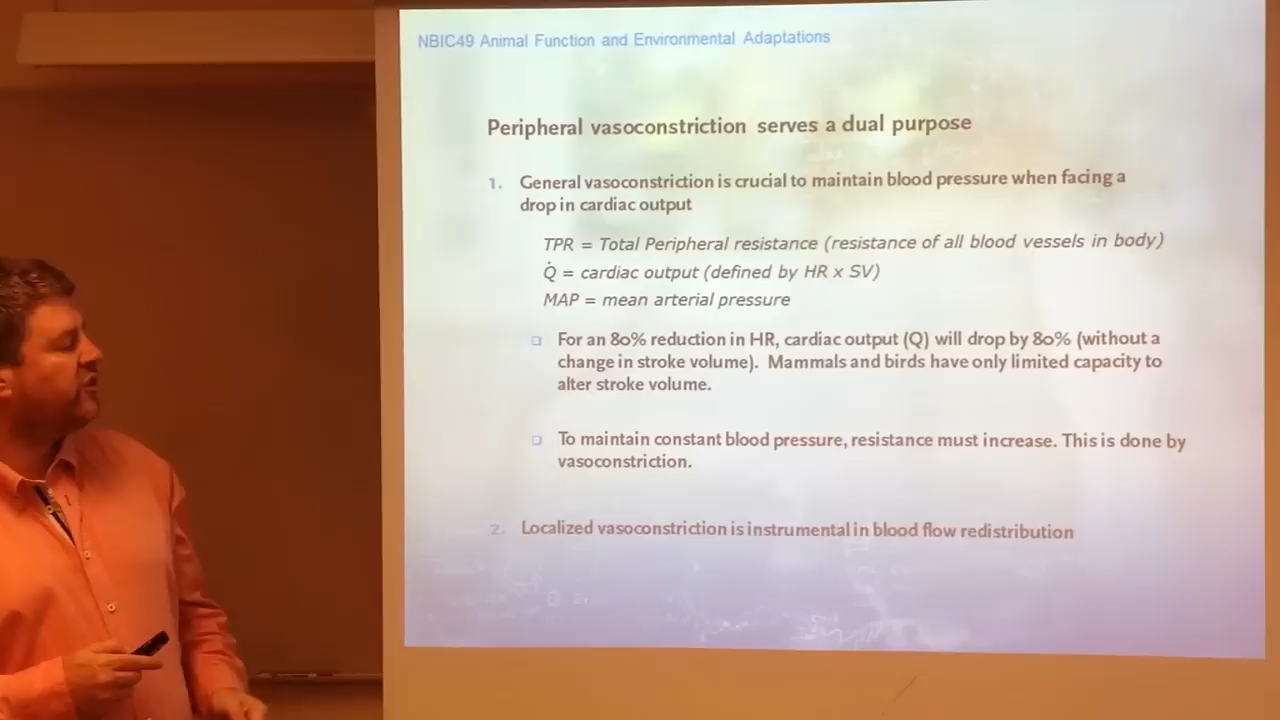 NBIC49 Animal Function and Environmental Adaptations
Peripheral vasoconstriction serves a dual purpose
1. General vasoconstriction is crucial to maintain blood pressure when facing a
drop in cardiac output
TPR = Total Peripheral resistance (resistance of all blood vessels in body)
Q̇ = cardiac output (defined by HR x SV)
MAP = mean arterial pressure
For an 80% reduction in HR, cardiac output (Q) will drop by 80% (without a
change in stroke volume). Mammals and birds have only limited capacity to
alter stroke volume.
To maintain constant blood pressure, resistance must increase. This is done by
vasoconstriction.
2. Localized vasoconstriction is instrumental in blood flow redistribution